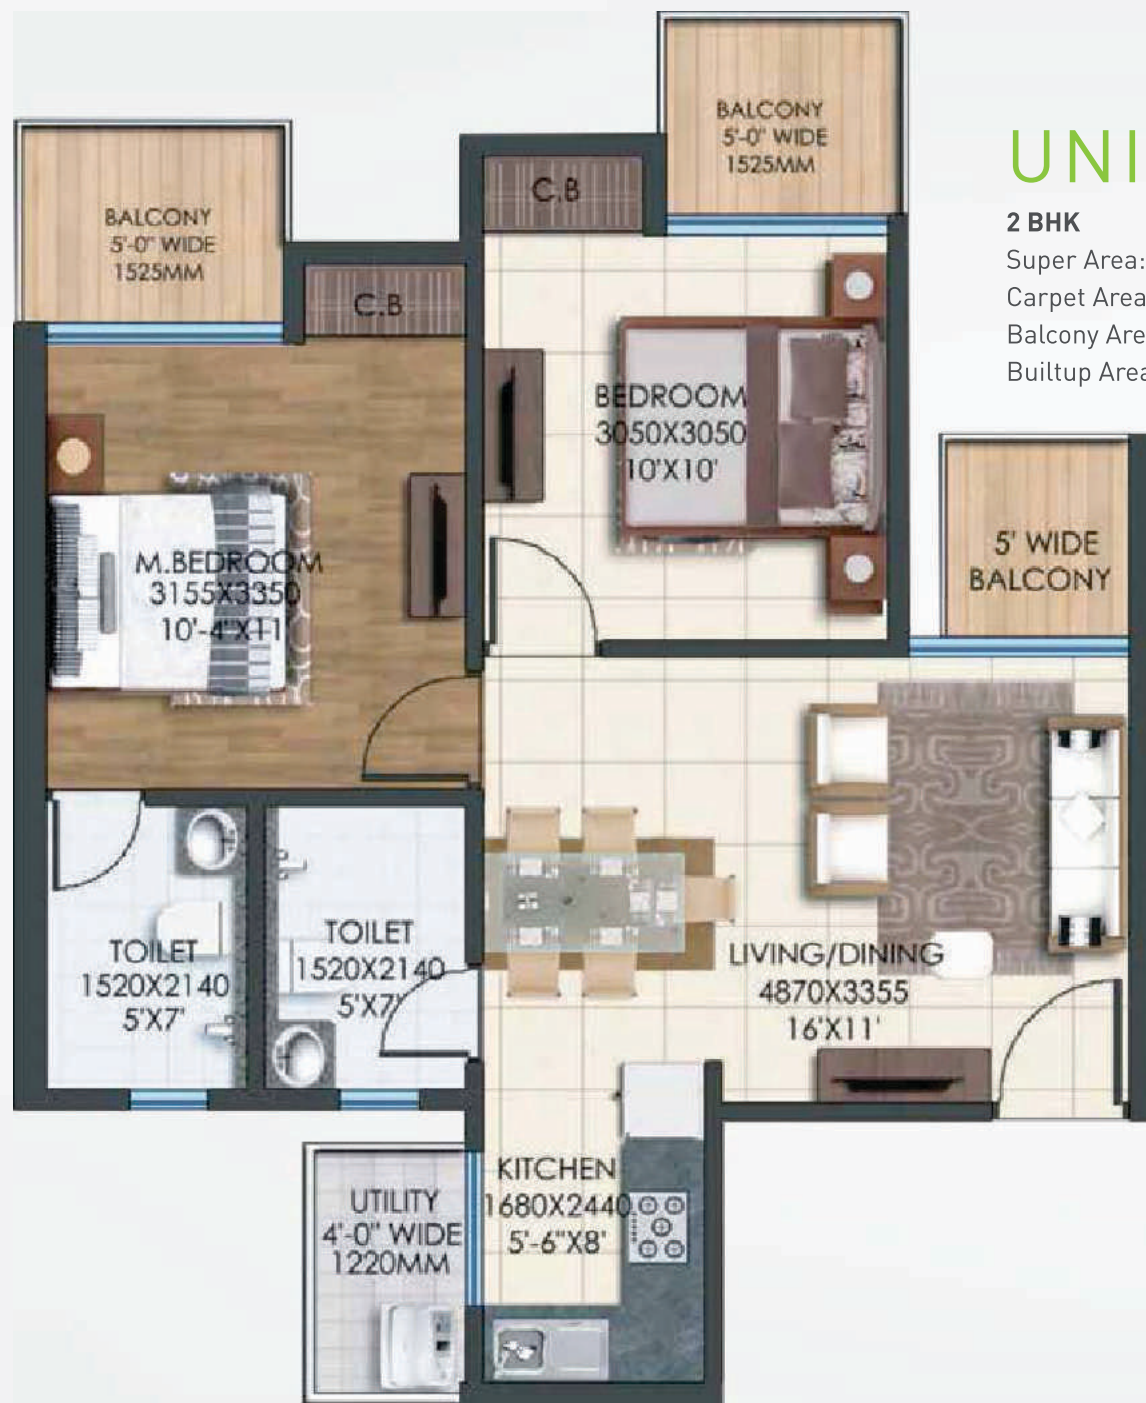 BALCONY
5'-0" WIDE
1525MM
UNI
2 BHK
Super Area:
Carpet Area
Balcony Are
Builtup Area
BALCONY
5'-0" WIDE
1525MM
C.B
C.B
BEDROOM
3050X3050
10'X10'
5' WIDE
BALCONY
M.BEDROOM
3155X3350
10'-4"X11'
TOILET
1520X2140
5'X7'
TOILET
1520X2140
5'X7'
LIVING/DINING
4870X3355
16'X11'
KITCHEN
1680X2440
5'-6"X8'
UTILITY
4'-0" WIDE
1220MM